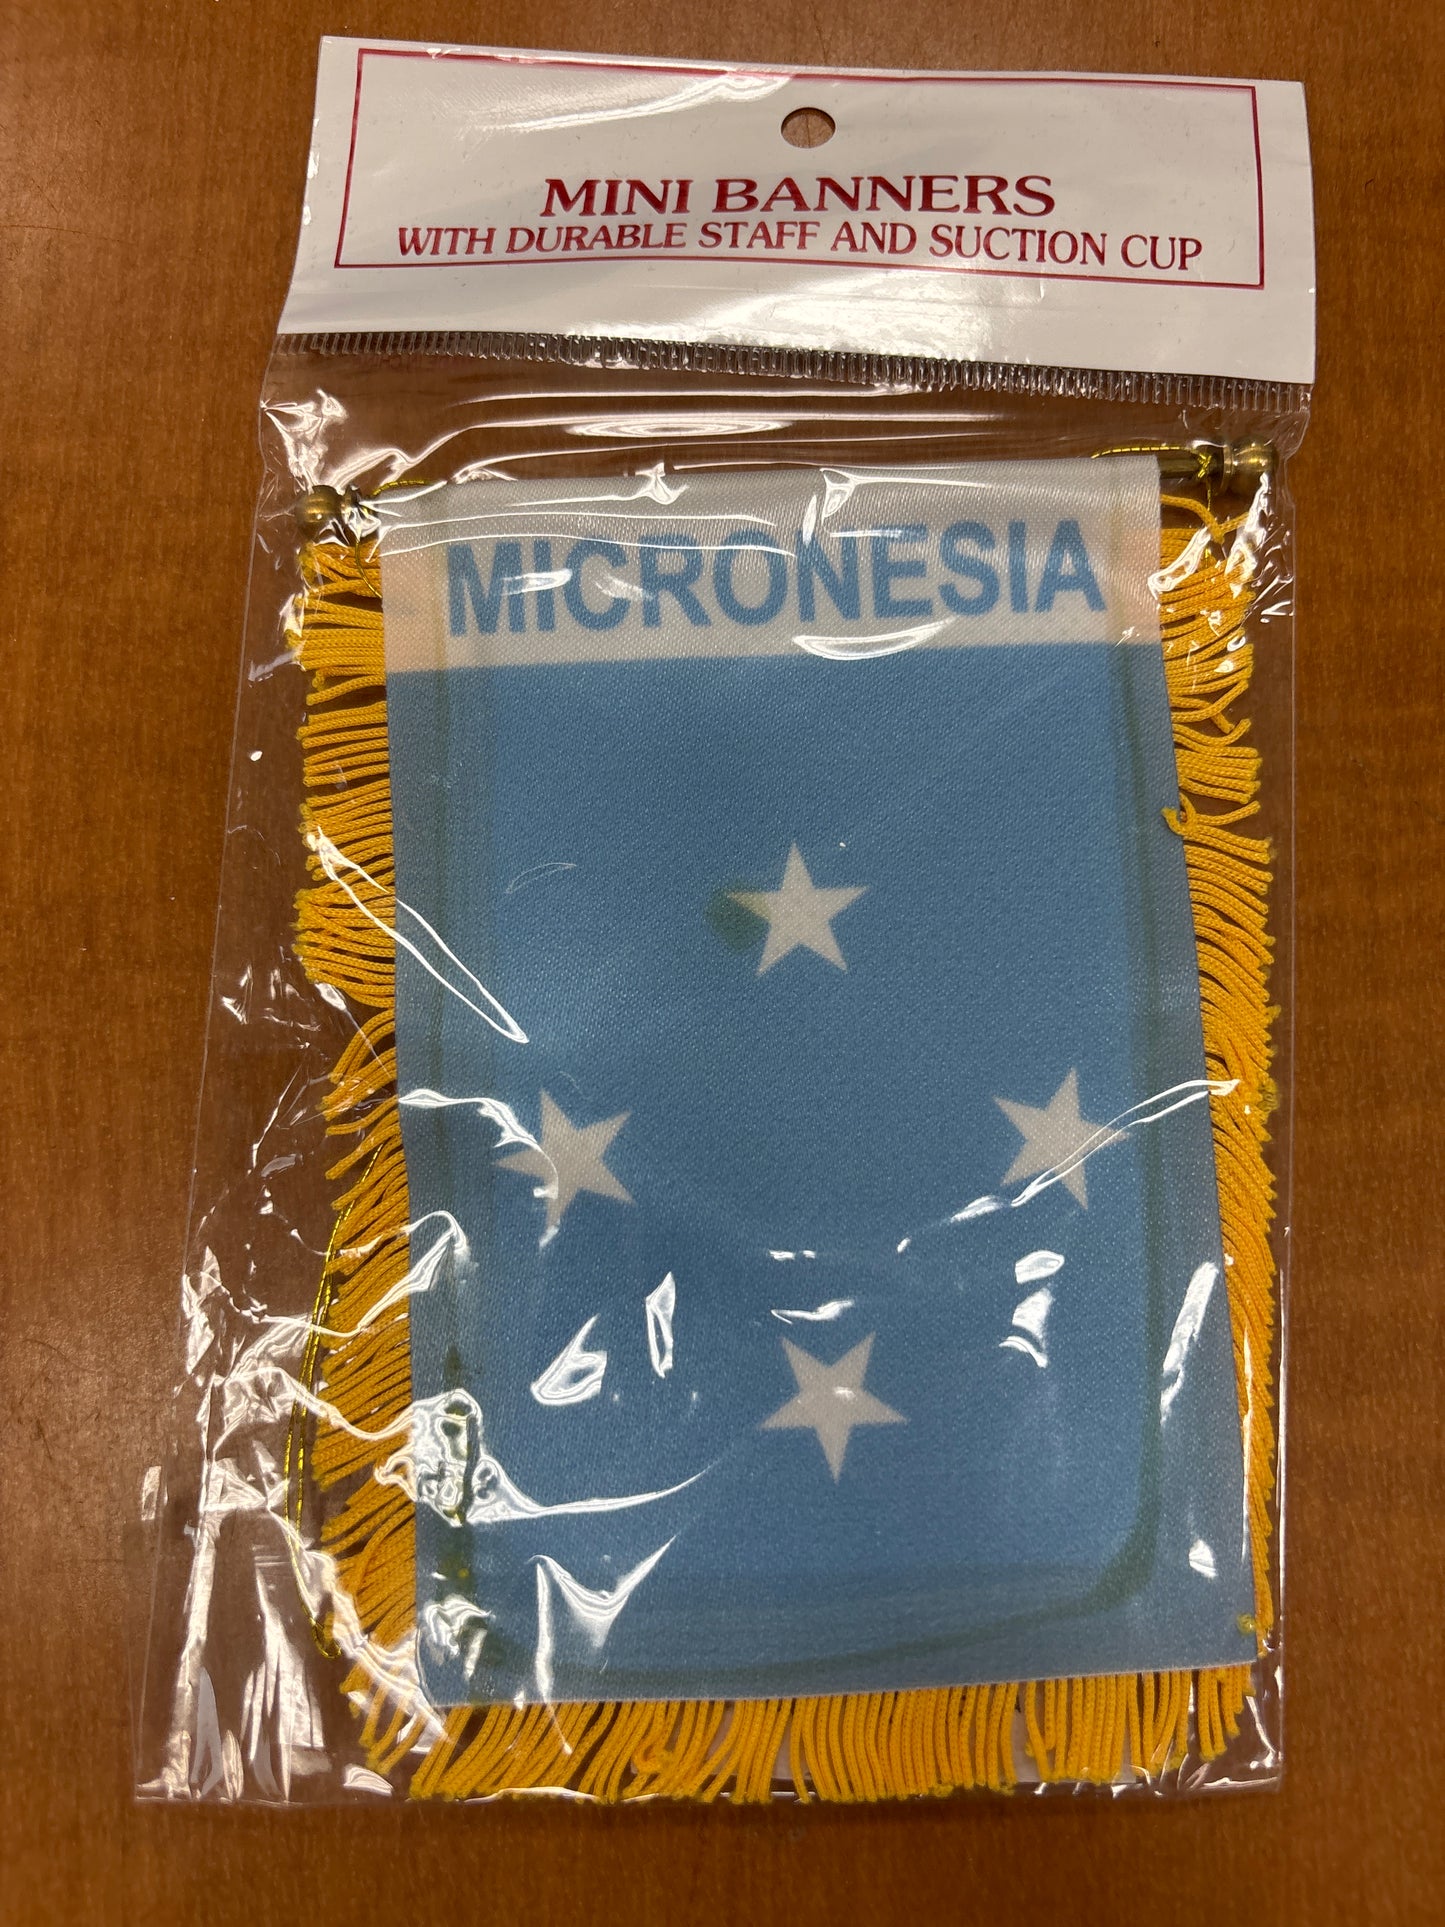 MINI BANNERS
WITH DURABLE STAFF AND SUCTION CUP
MICRONESIA